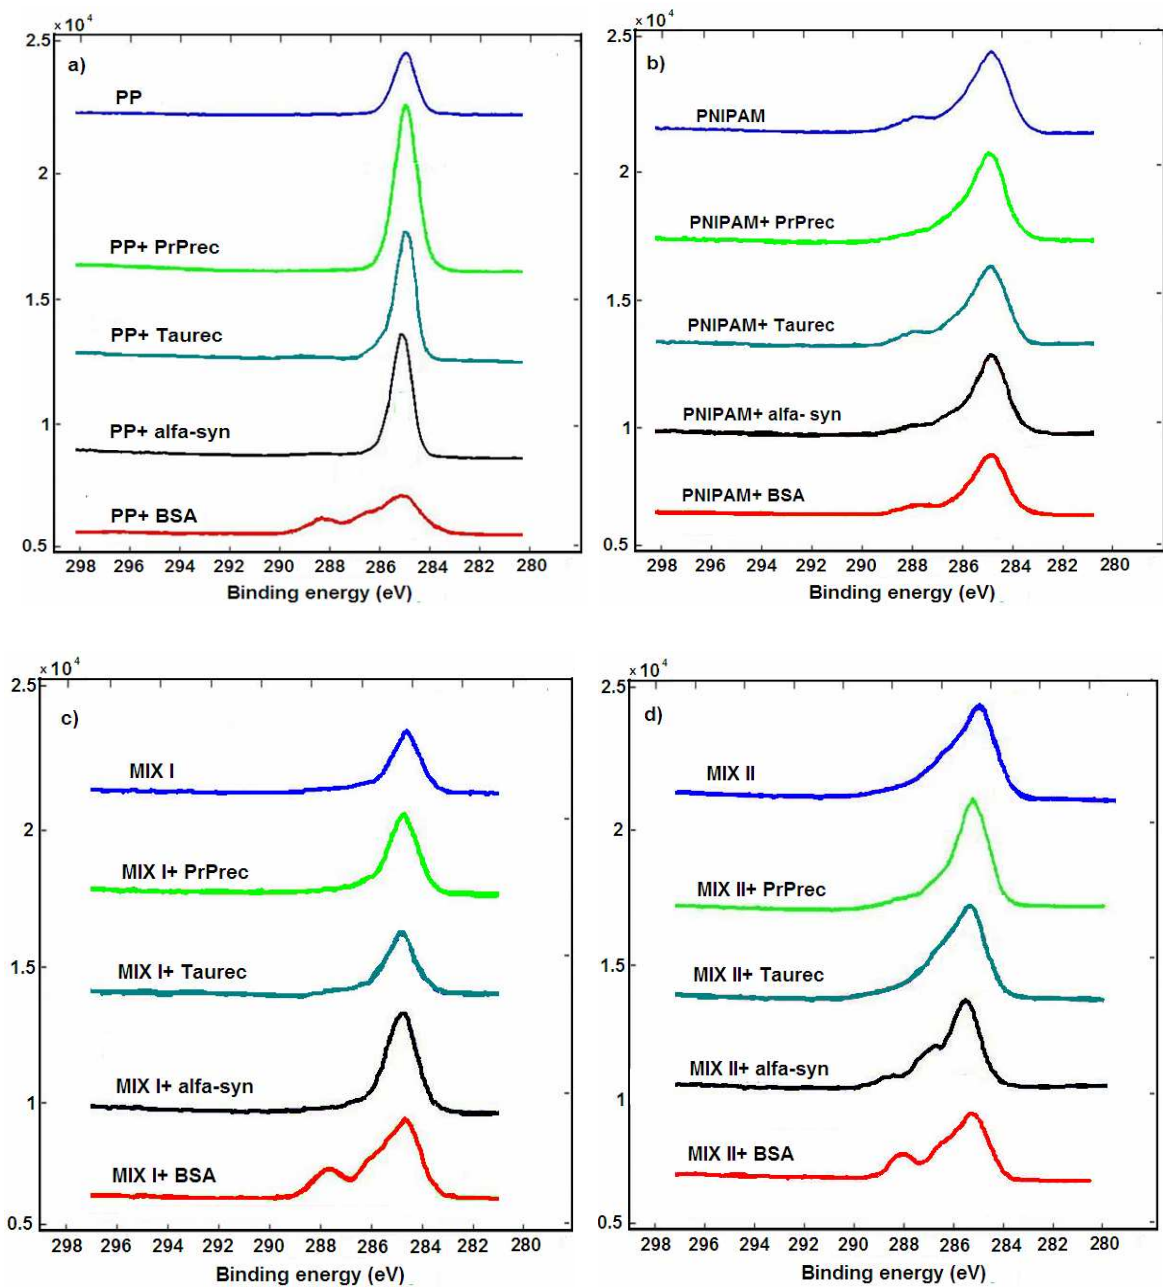 ×10⁴
2.5
a)
PP
2
PP+ PrPrec
1.5
PP+ Taurec
1
PP+ alfa-syn
PP+ BSA
0.5
298 296 294 292 290 288 286 284 282 280
Binding energy (eV)
×10⁴
2.5
b)
PNIPAM
2
PNIPAM+ PrPrec
1.5
PNIPAM+ Taurec
PNIPAM+ alfa- syn
1
PNIPAM+ BSA
0.5
298 296 294 292 290 288 286 284 282 280
Binding energy (eV)
×10⁴
2.5
c)
MIX I
2
MIX I+ PrPrec
1.5
MIX I+ Taurec
MIX I+ alfa-syn
1
MIX I+ BSA
0.5
298 296 294 292 290 288 286 284 282 280
Binding energy (eV)
×10⁴
2.5
d)
MIX II
2
MIX II+ PrPrec
1.5
MIX II+ Taurec
MIX II+ alfa-syn
1
MIX II+ BSA
0.5
298 296 294 292 290 288 286 284 282 280
Binding energy (eV)